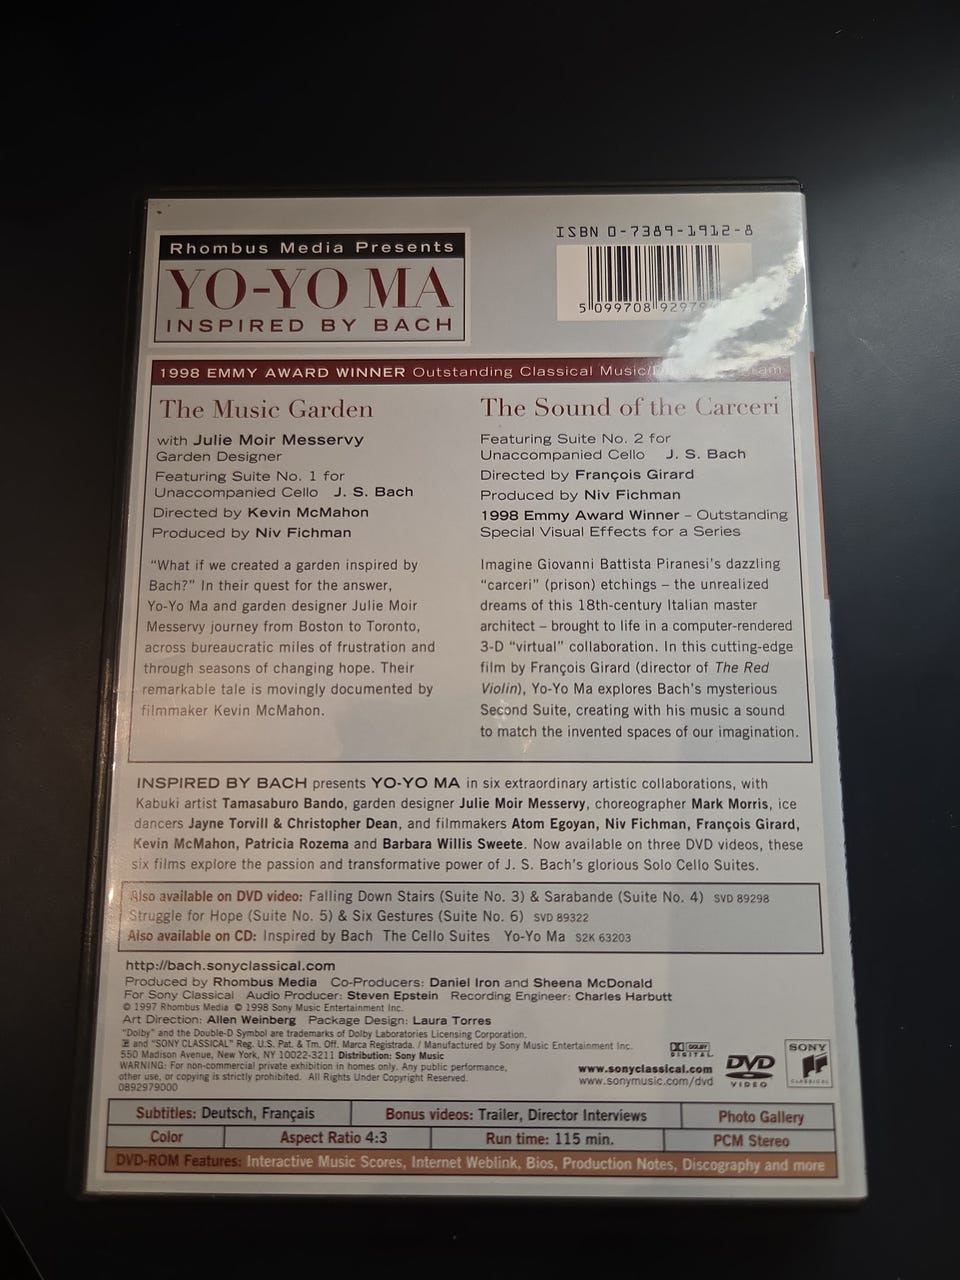 Rhombus Media Presents
YO-YO MA
INSPIRED BY BACH
ISBN 0-7389-1912-8
5 099708 9297
1998 EMMY AWARD WINNER Outstanding Classical Music/
The Music Garden
with Julie Moir Messervy
Garden Designer
Featuring Suite No. 1 for
Unaccompanied Cello J. S. Bach
Directed by Kevin McMahon
Produced by Niv Fichman
"What if we created a garden inspired by
Bach?" In their quest for the answer,
Yo-Yo Ma and garden designer Julie Moir
Messervy journey from Boston to Toronto,
across bureaucratic miles of frustration and
through seasons of changing hope. Their
remarkable tale is movingly documented by
filmmaker Kevin McMahon.
The Sound of the Carceri
Featuring Suite No. 2 for
Unaccompanied Cello J. S. Bach
Directed by François Girard
Produced by Niv Fichman
1998 Emmy Award Winner – Outstanding
Special Visual Effects for a Series
Imagine Giovanni Battista Piranesi's dazzling
"carceri" (prison) etchings – the unrealized
dreams of this 18th-century Italian master
architect – brought to life in a computer-rendered
3-D "virtual" collaboration. In this cutting-edge
film by François Girard (director of The Red
Violin), Yo-Yo Ma explores Bach's mysterious
Second Suite, creating with his music a sound
to match the invented spaces of our imagination.
INSPIRED BY BACH presents YO-YO MA in six extraordinary artistic collaborations, with
Kabuki artist Tamasaburo Bando, garden designer Julie Moir Messervy, choreographer Mark Morris, ice
dancers Jayne Torvill & Christopher Dean, and filmmakers Atom Egoyan, Niv Fichman, François Girard,
Kevin McMahon, Patricia Rozema and Barbara Willis Sweete. Now available on three DVD videos, these
six films explore the passion and transformative power of J. S. Bach's glorious Solo Cello Suites.
Also available on DVD video: Falling Down Stairs (Suite No. 3) & Sarabande (Suite No. 4) SVD 89298
Struggle for Hope (Suite No. 5) & Six Gestures (Suite No. 6) SVD 89322
Also available on CD: Inspired by Bach The Cello Suites Yo-Yo Ma S2K 63203
http://bach.sonyclassical.com
Produced by Rhombus Media Co-Producers: Daniel Iron and Sheena McDonald
For Sony Classical Audio Producer: Steven Epstein Recording Engineer: Charles Harbutt
© 1997 Rhombus Media © 1998 Sony Music Entertainment Inc.
Art Direction: Allen Weinberg Package Design: Laura Torres
"Dolby" and the Double-D Symbol are trademarks of Dolby Laboratories Licensing Corporation.
and "SONY CLASSICAL" Reg. U.S. Pat. & Tm. Off. Marca Registrada. / Manufactured by Sony Music Entertainment Inc.
550 Madison Avenue, New York, NY 10022-3211 Distribution: Sony Music
WARNING: For non-commercial private exhibition in homes only. Any public performance,
other use, or copying is strictly prohibited. All Rights Under Copyright Reserved.
0892979000
www.sonyclassical.com
www.sonymusic.com/dvd
DOLBY
DIGITAL
DVD
VIDEO
SONY
CLASSICAL
Subtitles: Deutsch, Français
Bonus videos: Trailer, Director Interviews
Photo Gallery
Color
Aspect Ratio 4:3
Run time: 115 min.
PCM Stereo
DVD-ROM Features: Interactive Music Scores, Internet Weblink, Bios, Production Notes, Discography and more